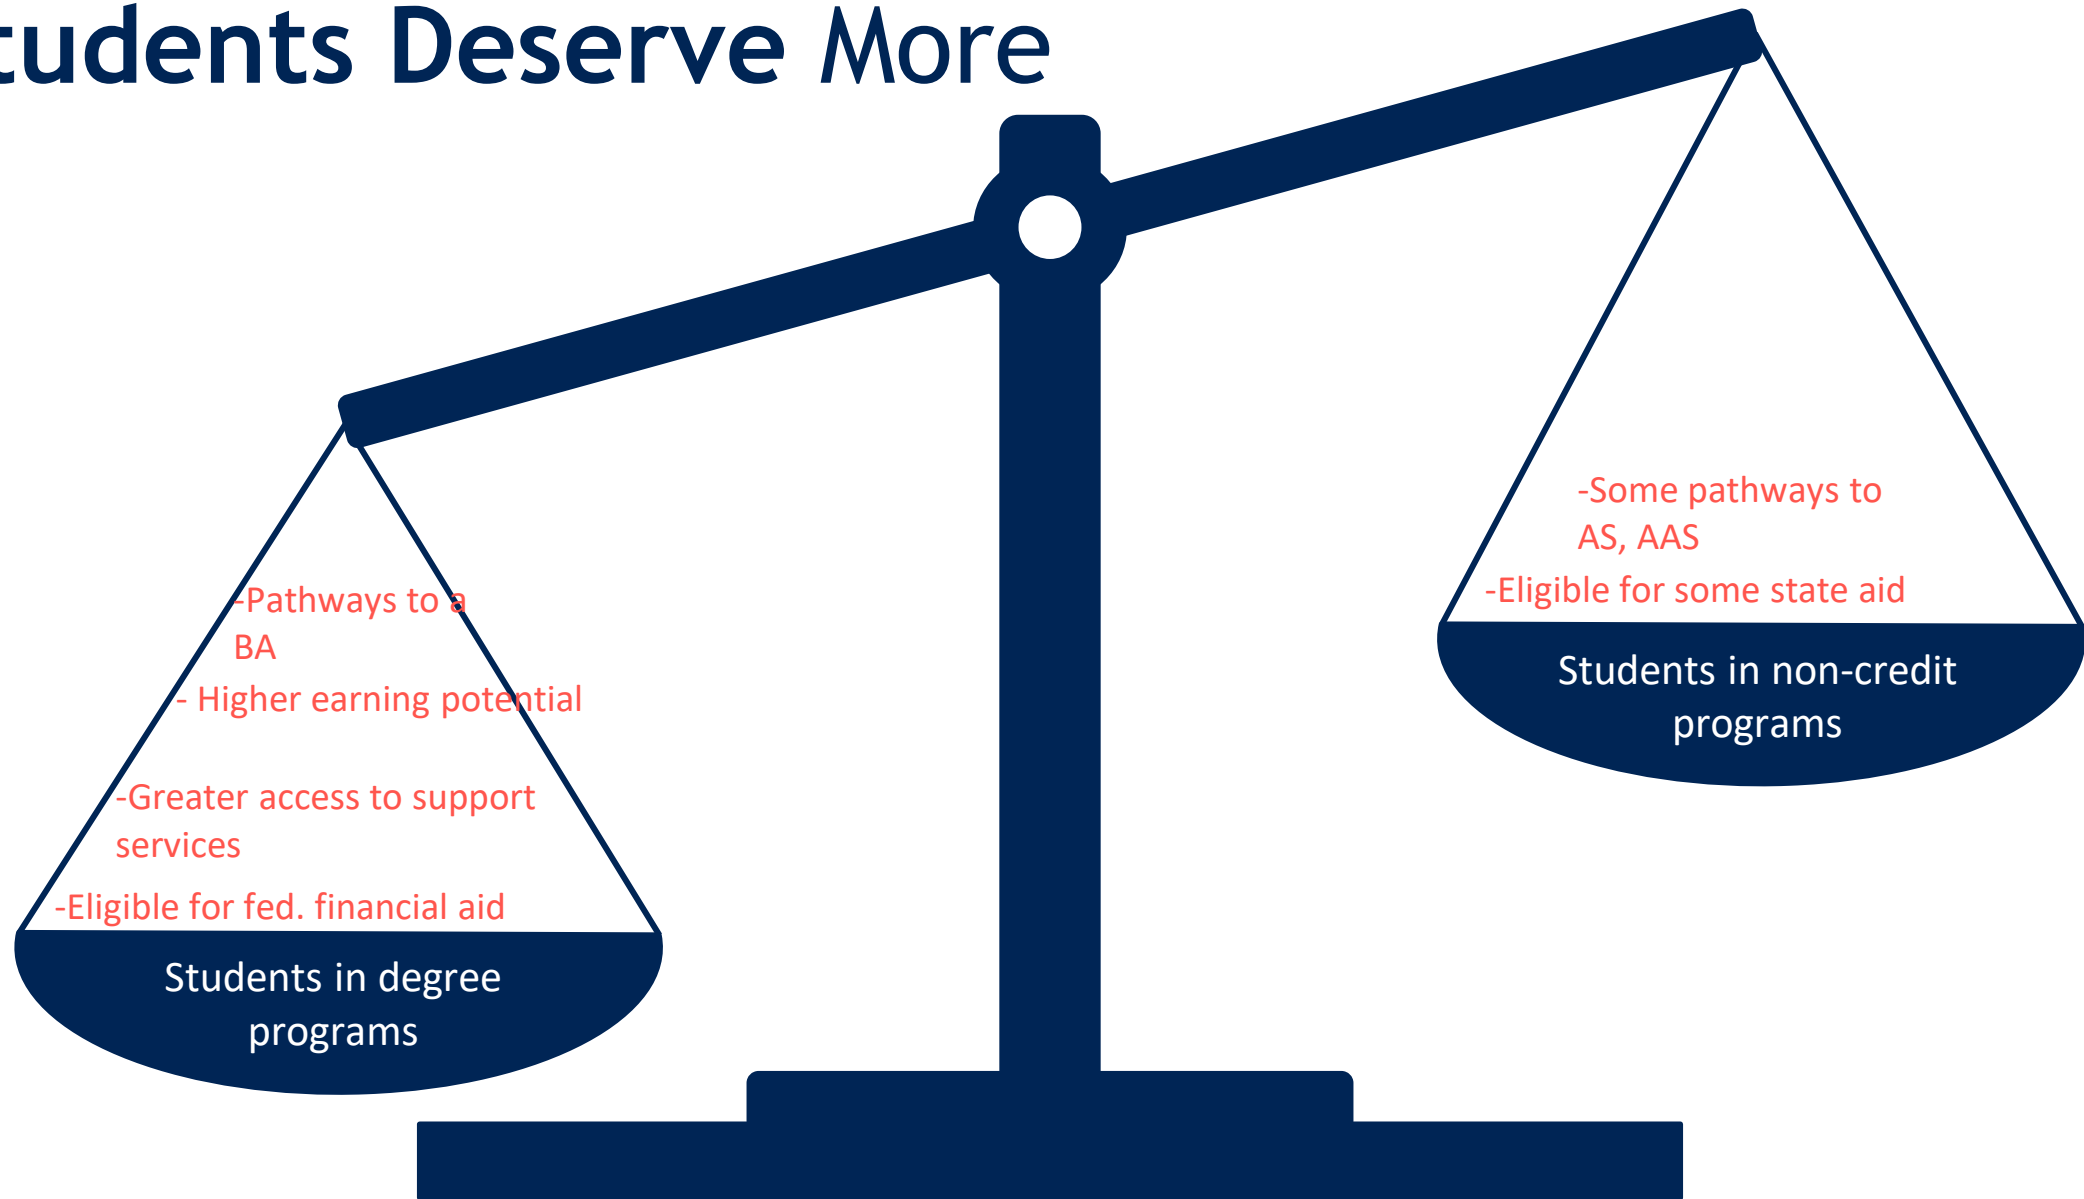 tudents Deserve More
-Some pathways to
AS, AAS
-Eligible for some state aid
Students in non-credit
programs
-Pathways to a
BA
- Higher earning potential
-Greater access to support
services
-Eligible for fed. financial aid
Students in degree
programs